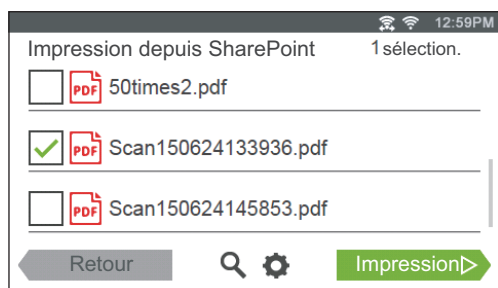 12:59PM
Impression depuis SharePoint 1 sélection.
PDF 50times2.pdf
PDF Scan150624133936.pdf
PDF Scan150624145853.pdf
Retour Impression